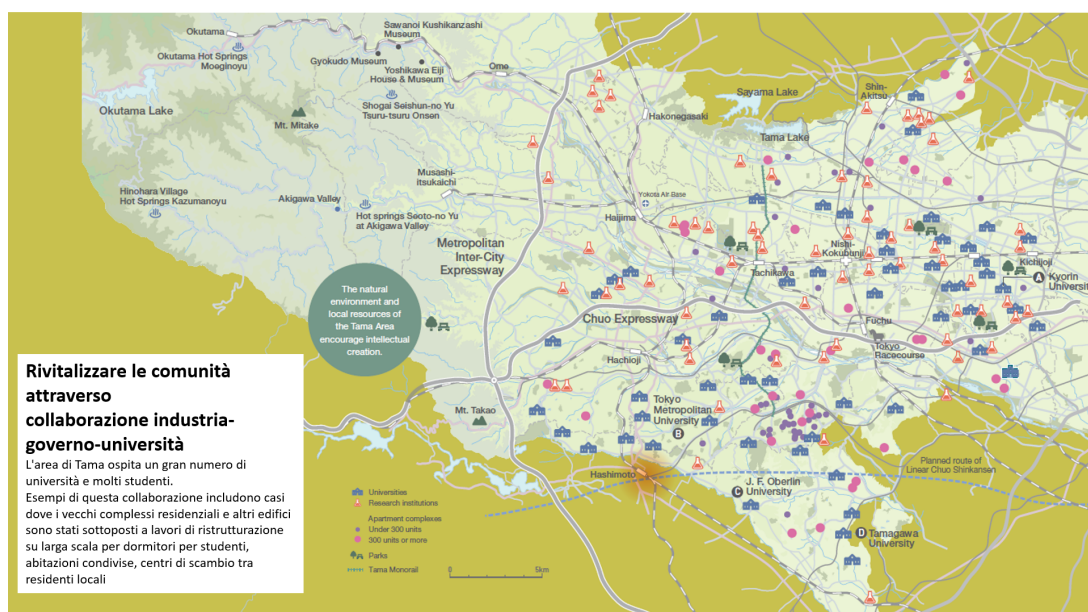 Okutama
Okutama Hot Springs
Moeginoyu
Sawanoi Kushikanzashi
Museum
Gyokudo Museum
Yoshikawa Eiji
House & Museum
Ome
Shogai Seishun-no Yu
Tsuru-tsuru Onsen
Okutama Lake
Mt. Mitake
Hakonegasaki
Sayama Lake
Shin-
Akitsu
Tama Lake
Hinohara Village
Hot Springs Kazumanoyu
Akigawa Valley
Musashi-
itsukaichi
Hot springs Seoto-no Yu
at Akigawa Valley
Yokota Air Base
Haijima
Metropolitan
Inter-City
Expressway
Tachikawa
Nishi-
Kokubunji
Kichijoji
A
Kyorin
Universit
The natural
environment and
local resources of
the Tama Area
encourage intellectual
creation.
Chuo Expressway
Fuchu
Tokyo
Racecourse
Hachioji
Mt. Takao
Tokyo
Metropolitan
University
B
Hashimoto
C
J. F. Oberlin
University
Planned route of
Linear Chuo Shinkansen
D
Tamagawa
University
Rivitalizzare le comunità
attraverso
collaborazione industria-
governo-università
L'area di Tama ospita un gran numero di
università e molti studenti.
Esempi di questa collaborazione includono casi
dove i vecchi complessi residenziali e altri edifici
sono stati sottoposti a lavori di ristrutturazione
su larga scala per dormitori per studenti,
abitazioni condivise, centri di scambio tra
residenti locali
Universities
Research institutions
Apartment complexes
Under 300 units
300 units or more
Parks
Tama Monorail
0
5km